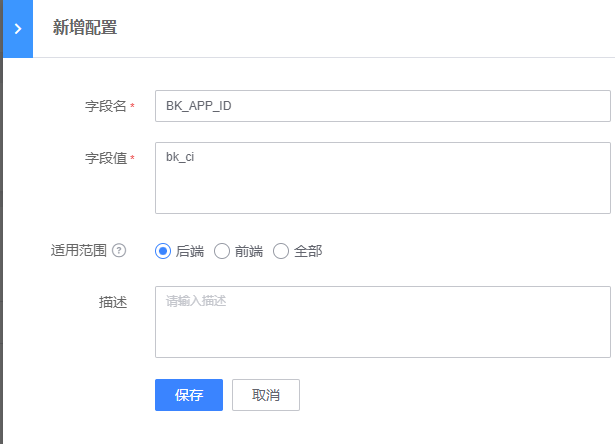 新增配置
字段名 *
BK_APP_ID
字段值 *
bk_ci
适用范围 ?
后端 前端 全部
描述
请输入描述
保存 取消